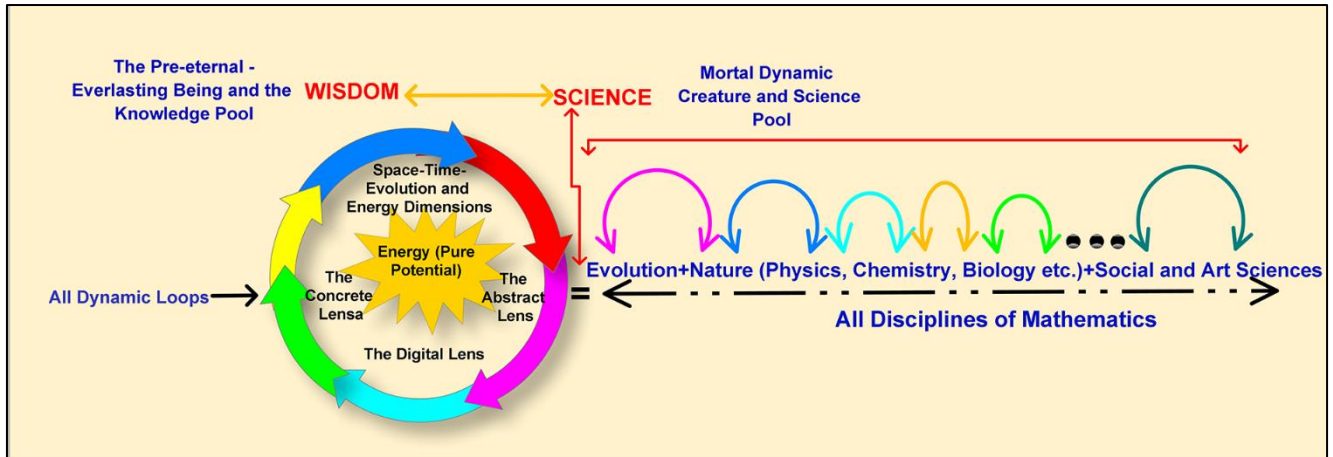 The Pre-eternal -
Everlasting Being and the
Knowledge Pool
WISDOM
SCIENCE
Mortal Dynamic
Creature and Science
Pool
Space-Time-
Evolution and
Energy Dimensions
Energy (Pure
Potential)
The
Concrete
Lensa
The
Abstract
Lens
The Digital Lens
All Dynamic Loops
=
Evolution+Nature (Physics, Chemistry, Biology etc.)+Social and Art Sciences
All Disciplines of Mathematics